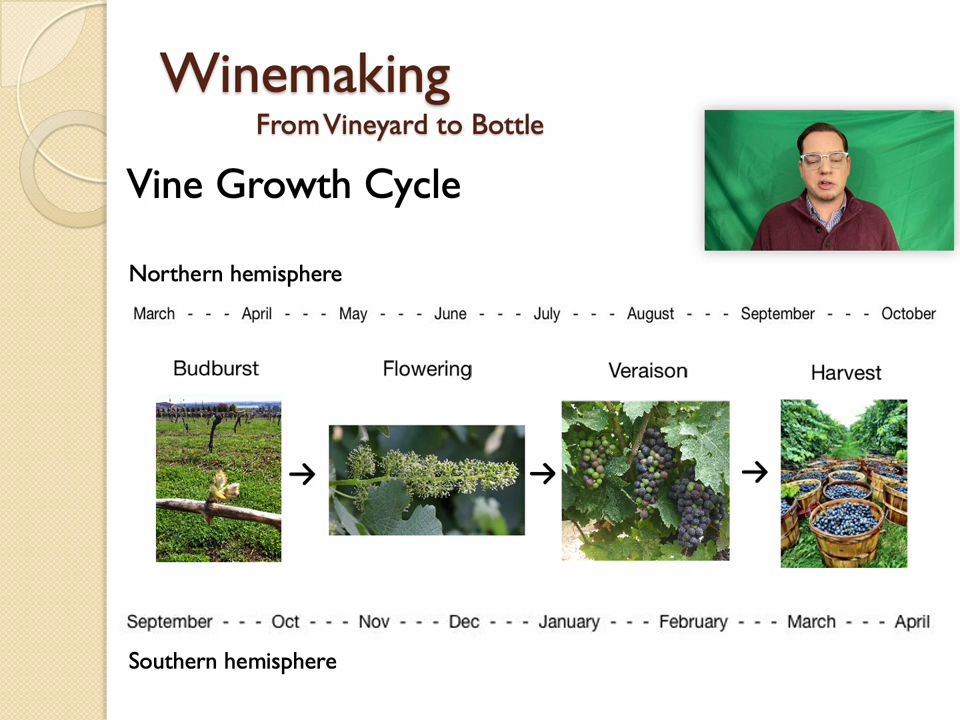 Winemaking
From Vineyard to Bottle
Vine Growth Cycle
Northern hemisphere
March - - - April - - - May - - - June - - - July - - - August - - - September - - - October
Budburst Flowering Veraison Harvest
September - - - Oct - - - Nov - - - Dec - - - January - - - February - - - March - - - April
Southern hemisphere